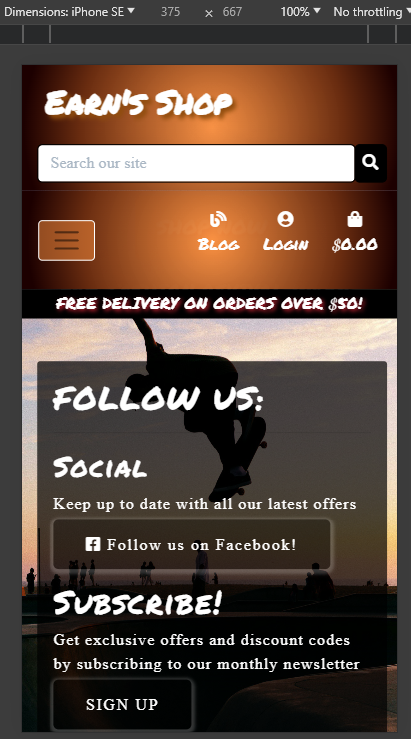 Dimensions: iPhone SE 375 × 667 100% No throttling
Earn's Shop
Search our site
Blog Login $0.00
FREE DELIVERY ON ORDERS OVER $50!
FOLLOW US:
Social
Keep up to date with all our latest offers
Follow us on Facebook!
Subscribe!
Get exclusive offers and discount codes
by subscribing to our monthly newsletter
SIGN UP